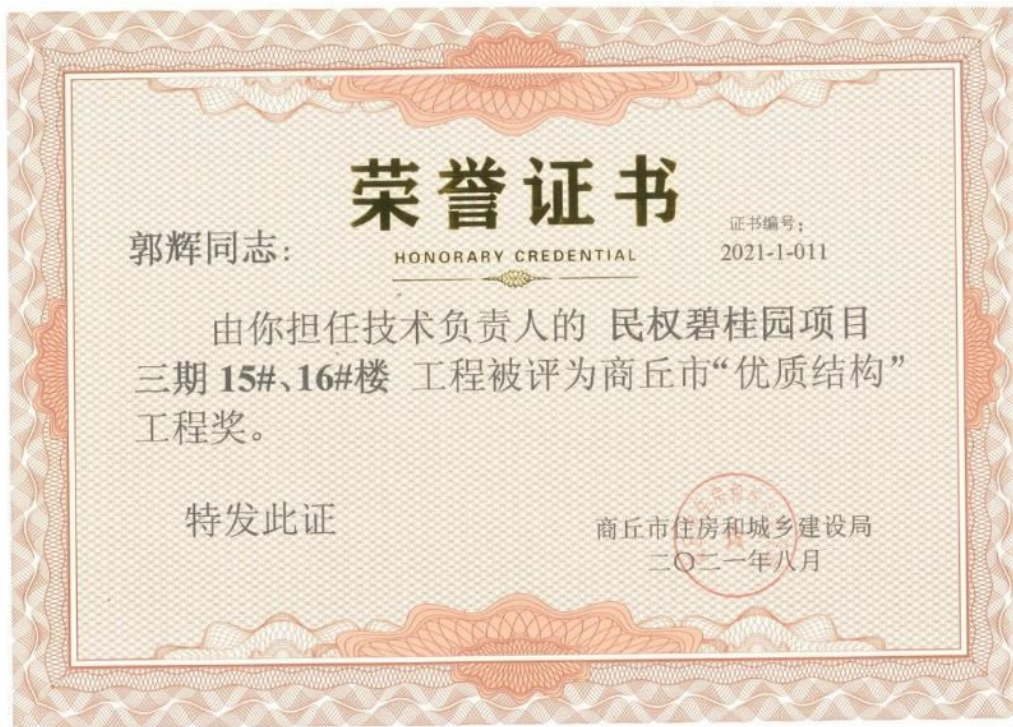 荣誉证书
HONORARY CREDENTIAL
证书编号：
2021-1-011
郭辉同志：
由你担任技术负责人的 民权碧桂园项目
三期 15#、16#楼 工程被评为商丘市“优质结构”
工程奖。
特发此证
商丘市住房和城乡建设局
二〇二一年八月